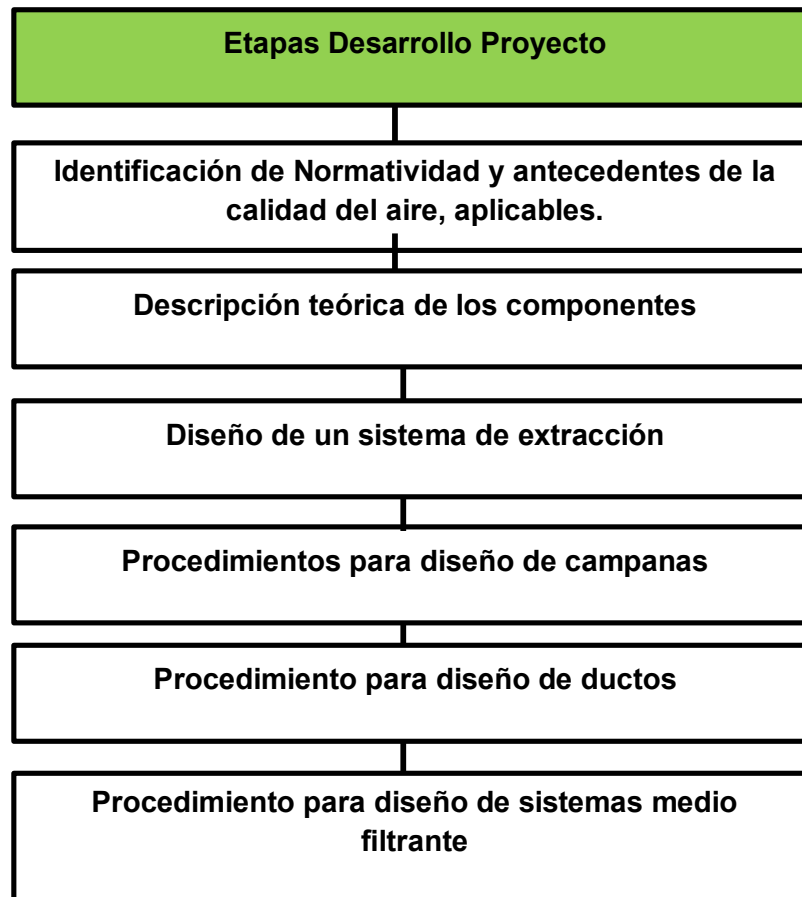 Etapas Desarrollo Proyecto
Identificación de Normatividad y antecedentes de la
calidad del aire, aplicables.
Descripción teórica de los componentes
Diseño de un sistema de extracción
Procedimientos para diseño de campanas
Procedimiento para diseño de ductos
Procedimiento para diseño de sistemas medio
filtrante